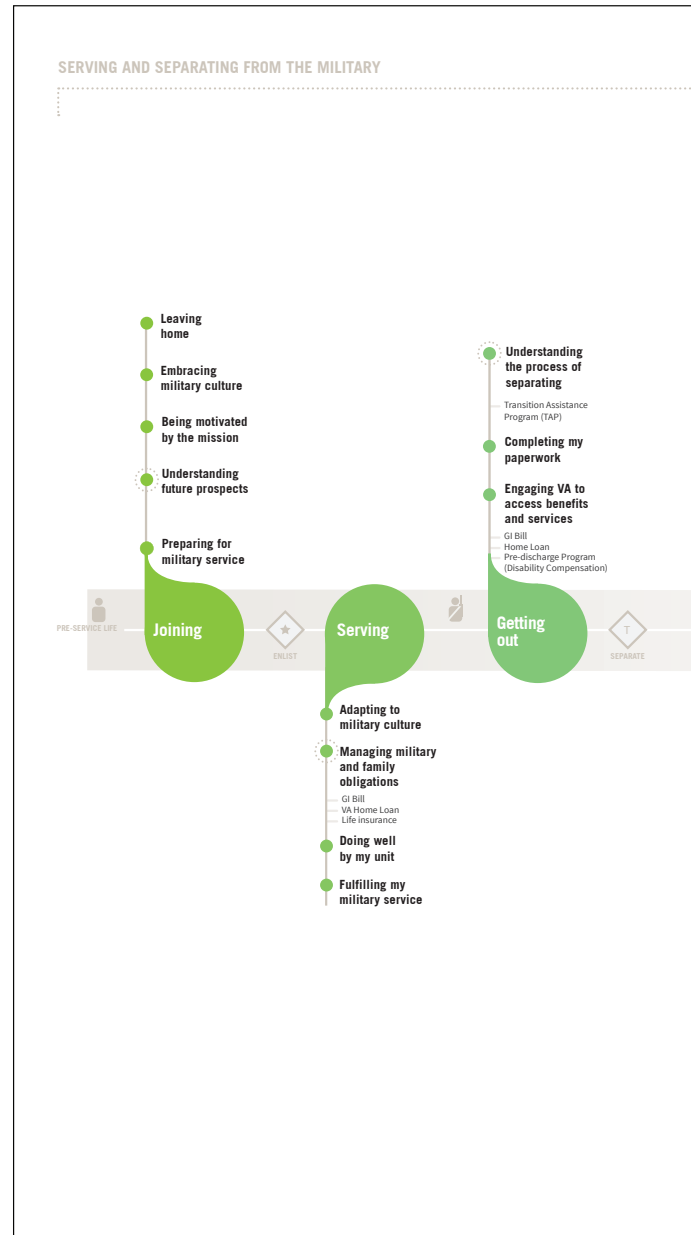 SERVING AND SEPARATING FROM THE MILITARY
Leaving
home
Embracing
military culture
Being motivated
by the mission
Understanding
future prospects
Preparing for
military service
Understanding
the process of
separating
Transition Assistance
Program (TAP)
Completing my
paperwork
Engaging VA to
access benefits
and services
GI Bill
Home Loan
Pre-discharge Program
(Disability Compensation)
PRE-SERVICE LIFE
Joining
ENLIST
Serving
Getting
out
T
SEPARATE
Adapting to
military culture
Managing military
and family
obligations
GI Bill
VA Home Loan
Life insurance
Doing well
by my unit
Fulfilling my
military service